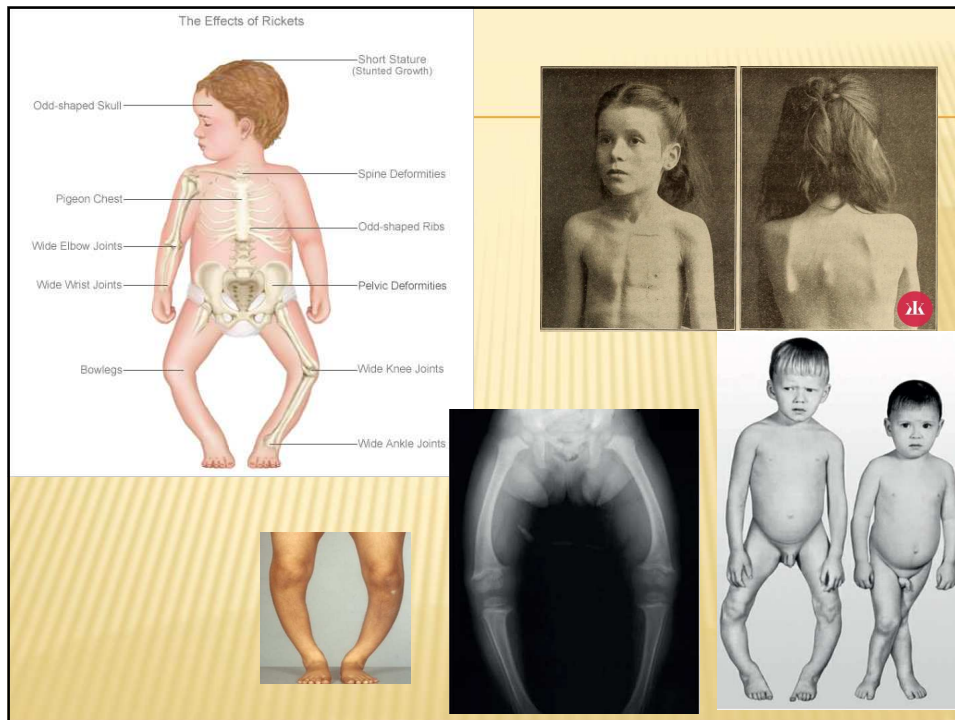 The Effects of Rickets
Short Stature
(Stunted Growth)
Odd-shaped Skull
Spine Deformities
Pigeon Chest
Odd-shaped Ribs
Wide Elbow Joints
Wide Wrist Joints
Pelvic Deformities
Bowlegs
Wide Knee Joints
Wide Ankle Joints